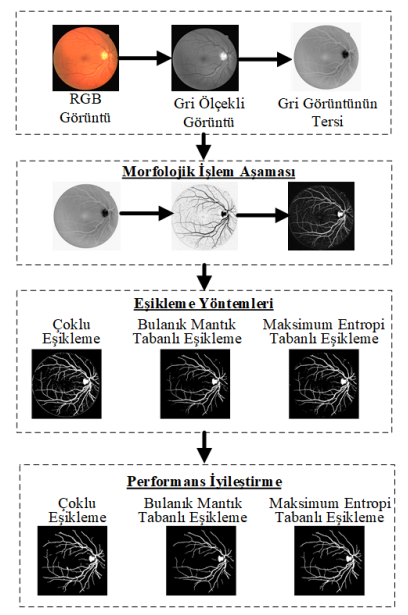 RGB
Görüntü
Gri Ölçekli
Görüntü
Gri Görüntünün
Tersi
Morfolojik İşlem Aşaması
Eşikleme Yöntemleri
Çoklu
Eşikleme
Bulanık Mantık
Tabanlı Eşikleme
Maksimum Entropi
Tabanlı Eşikleme
Performans İyileştirme
Çoklu
Eşikleme
Bulanık Mantık
Tabanlı Eşikleme
Maksimum Entropi
Tabanlı Eşikleme